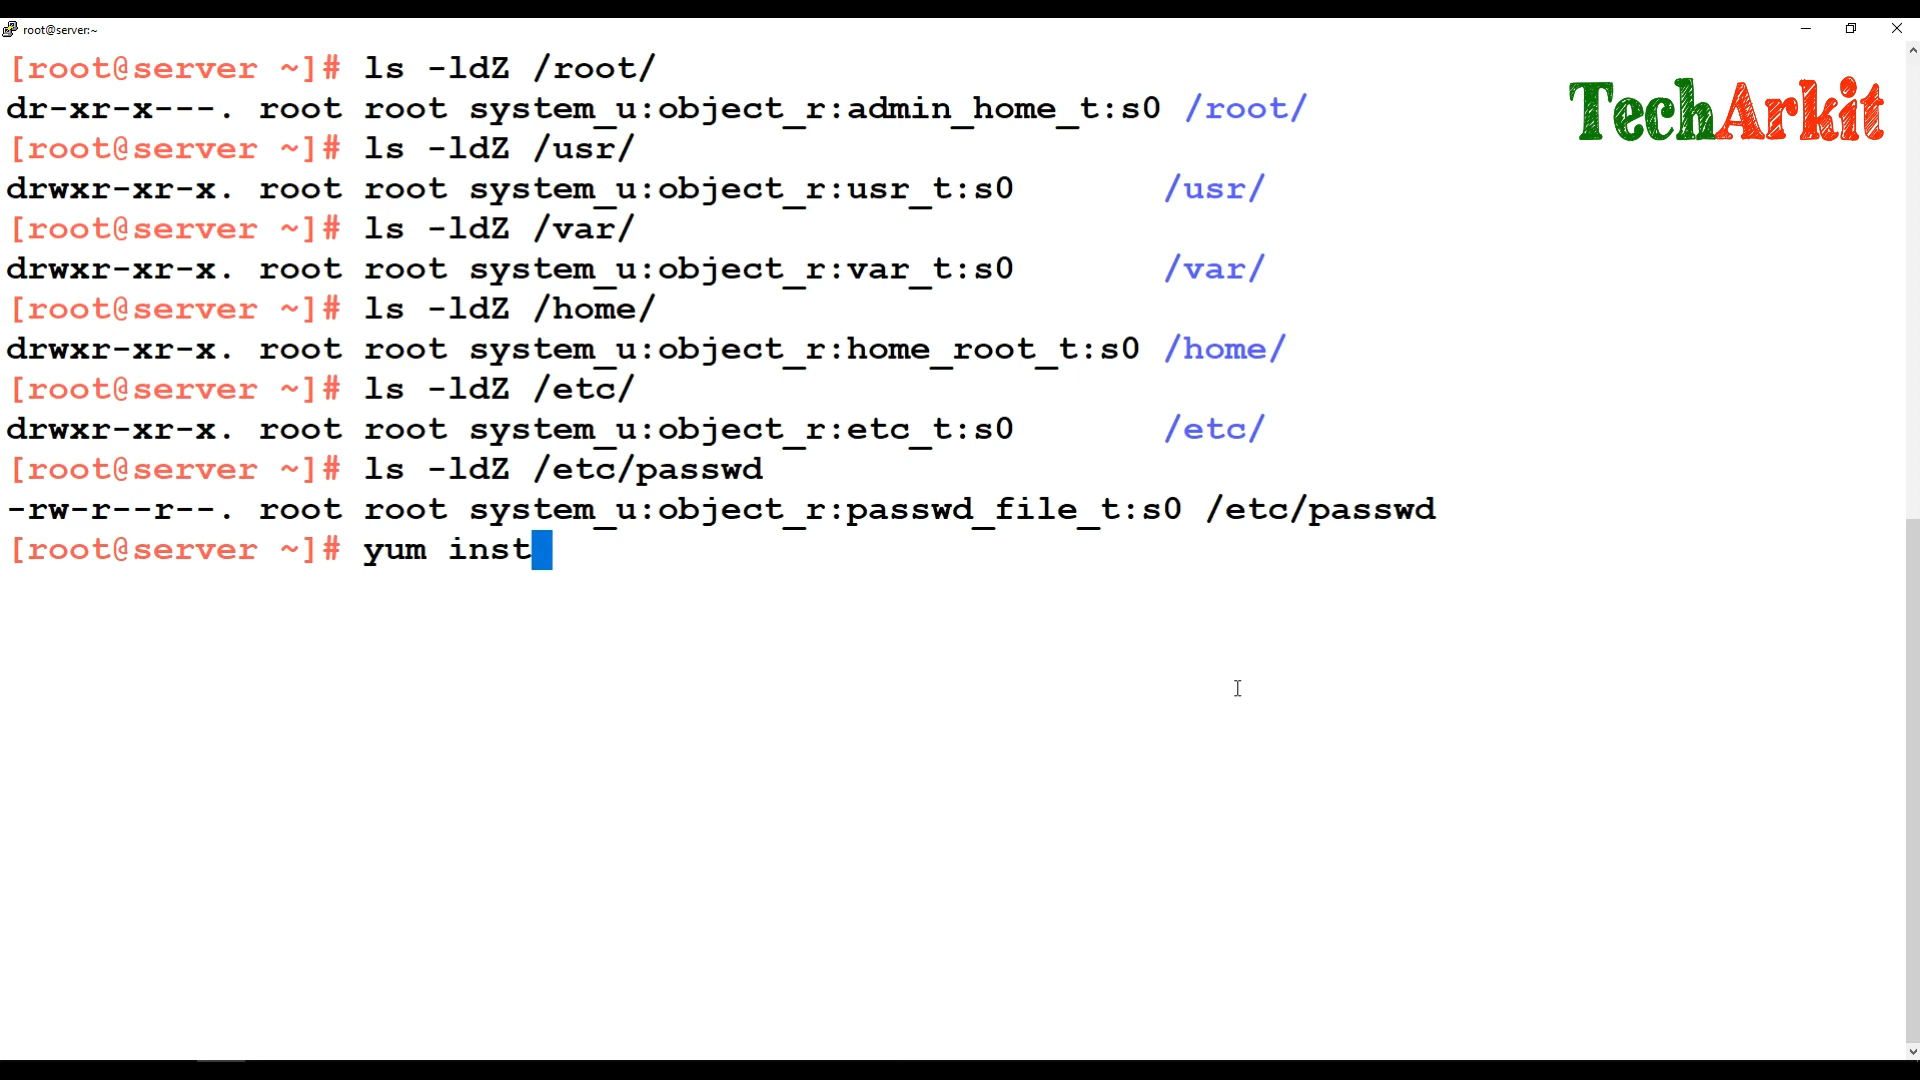 root@server:~
[root@server ~]# ls -ldZ /root/
dr-xr-x---. root root system_u:object_r:admin_home_t:s0 /root/
[root@server ~]# ls -ldZ /usr/
drwxr-xr-x. root root system_u:object_r:usr_t:s0       /usr/
[root@server ~]# ls -ldZ /var/
drwxr-xr-x. root root system_u:object_r:var_t:s0       /var/
[root@server ~]# ls -ldZ /home/
drwxr-xr-x. root root system_u:object_r:home_root_t:s0 /home/
[root@server ~]# ls -ldZ /etc/
drwxr-xr-x. root root system_u:object_r:etc_t:s0       /etc/
[root@server ~]# ls -ldZ /etc/passwd
-rw-r--r--. root root system_u:object_r:passwd_file_t:s0 /etc/passwd
[root@server ~]# yum inst
TechArkit